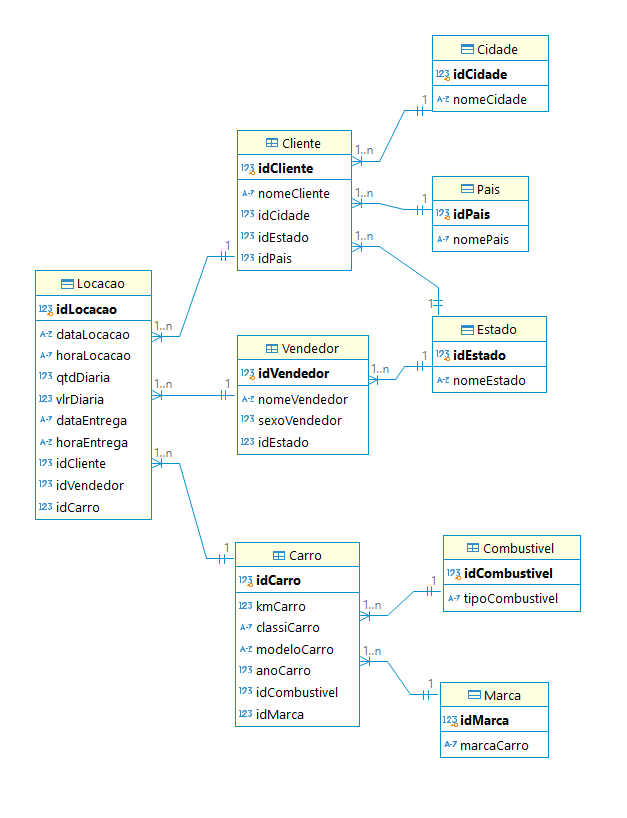 Cidade
123 idCidade
A-Z nomeCidade
1
1..n
Cliente
123 idCliente
A-Z nomeCliente
123 idCidade
123 idEstado
123 idPais
1..n
1..n
1
Pais
123 idPais
A-Z nomePais
1
1
Locacao
123 idLocacao
A-Z dataLocacao
A-Z horaLocacao
123 qtdDiaria
123 vlrDiaria
A-Z dataEntrega
A-Z horaEntrega
123 idCliente
123 idVendedor
123 idCarro
1..n
1..n
1..n
Estado
123 idEstado
A-Z nomeEstado
1
1..n
Vendedor
123 idVendedor
A-Z nomeVendedor
123 sexoVendedor
123 idEstado
1
1
Carro
123 idCarro
123 kmCarro
A-Z classiCarro
A-Z modeloCarro
123 anoCarro
123 idCombustivel
123 idMarca
1..n
1..n
1
Combustivel
123 idCombustivel
A-Z tipoCombustivel
1
Marca
123 idMarca
A-Z marcaCarro